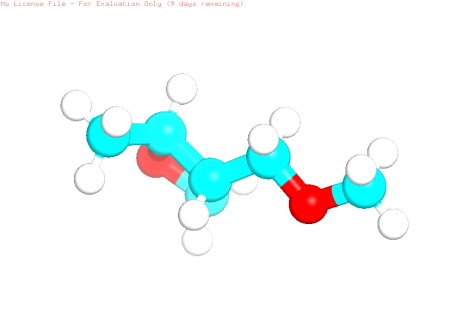 No License File - For Evaluation Only (9 days remaining)